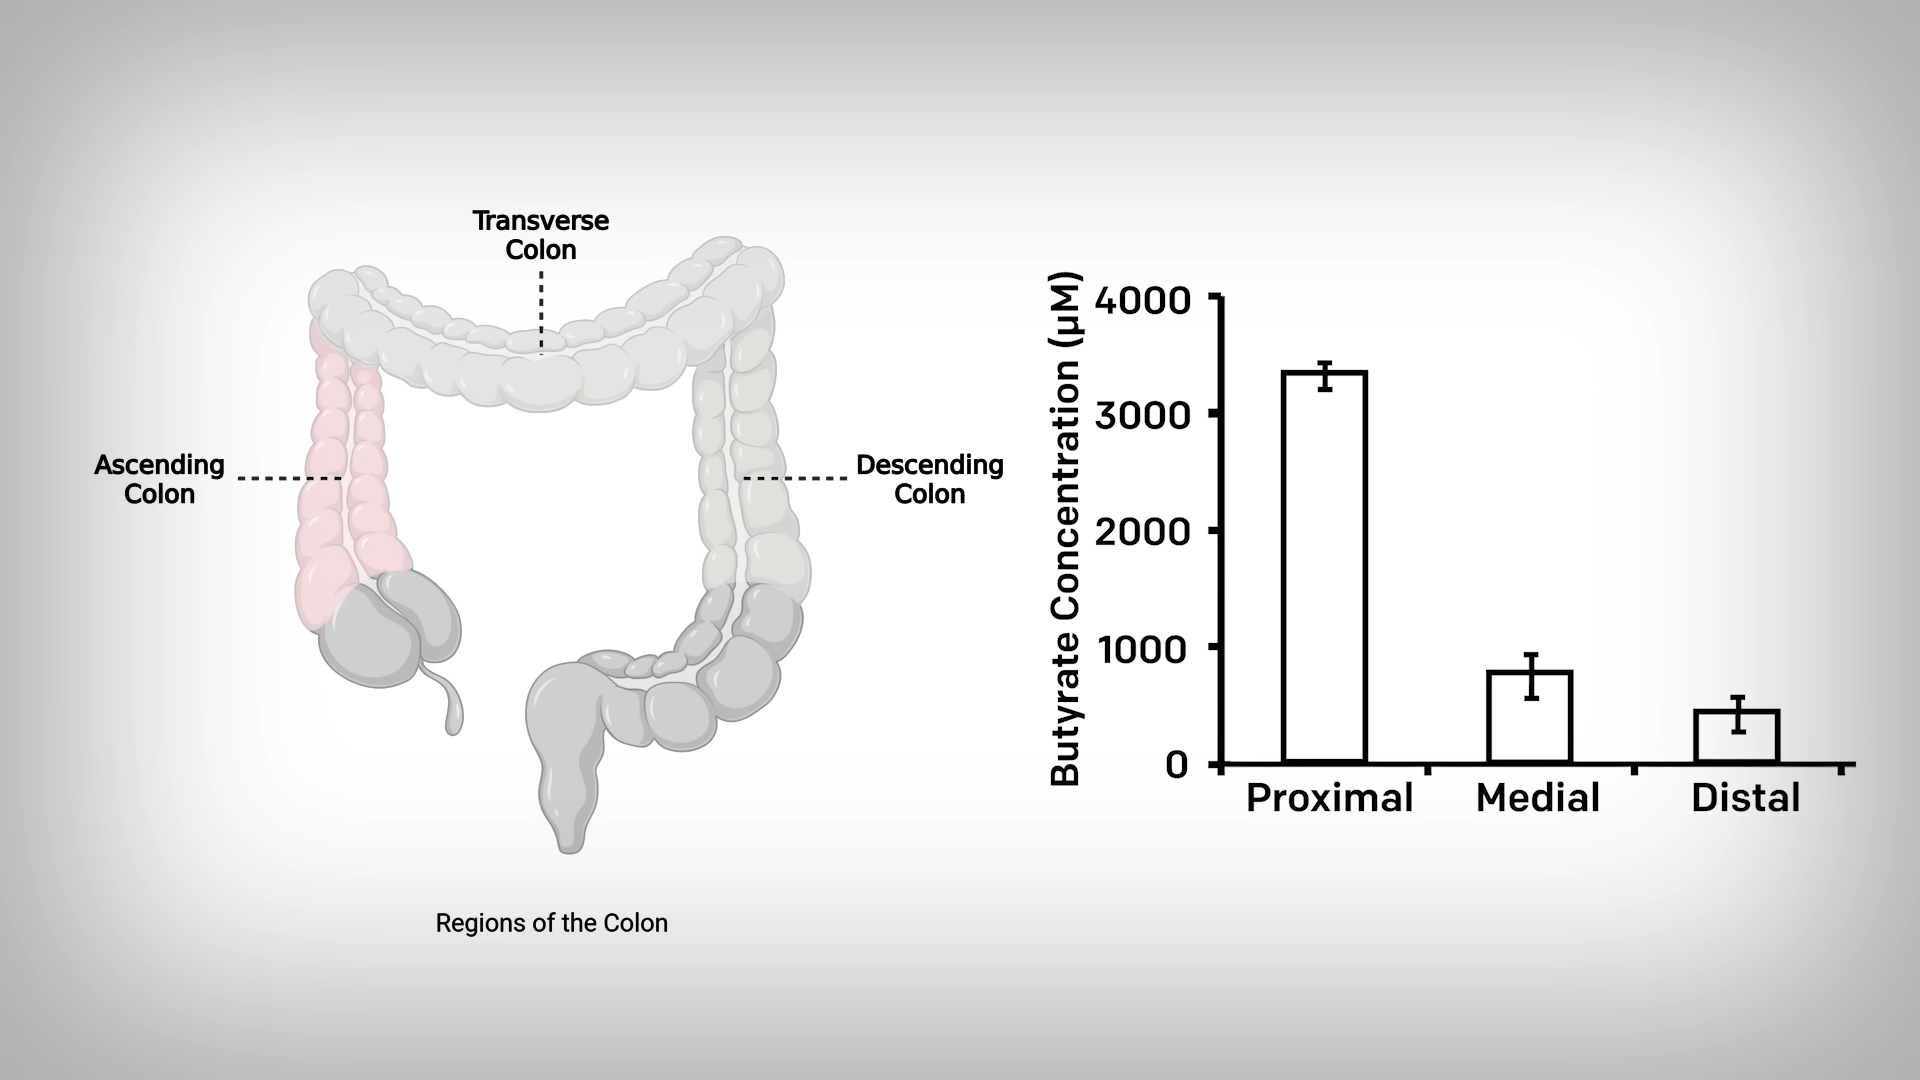 Transverse
Colon
Ascending
Colon
Descending
Colon
Regions of the Colon
Butyrate Concentration (µM)
4000
3000
2000
1000
0
Proximal
Medial
Distal